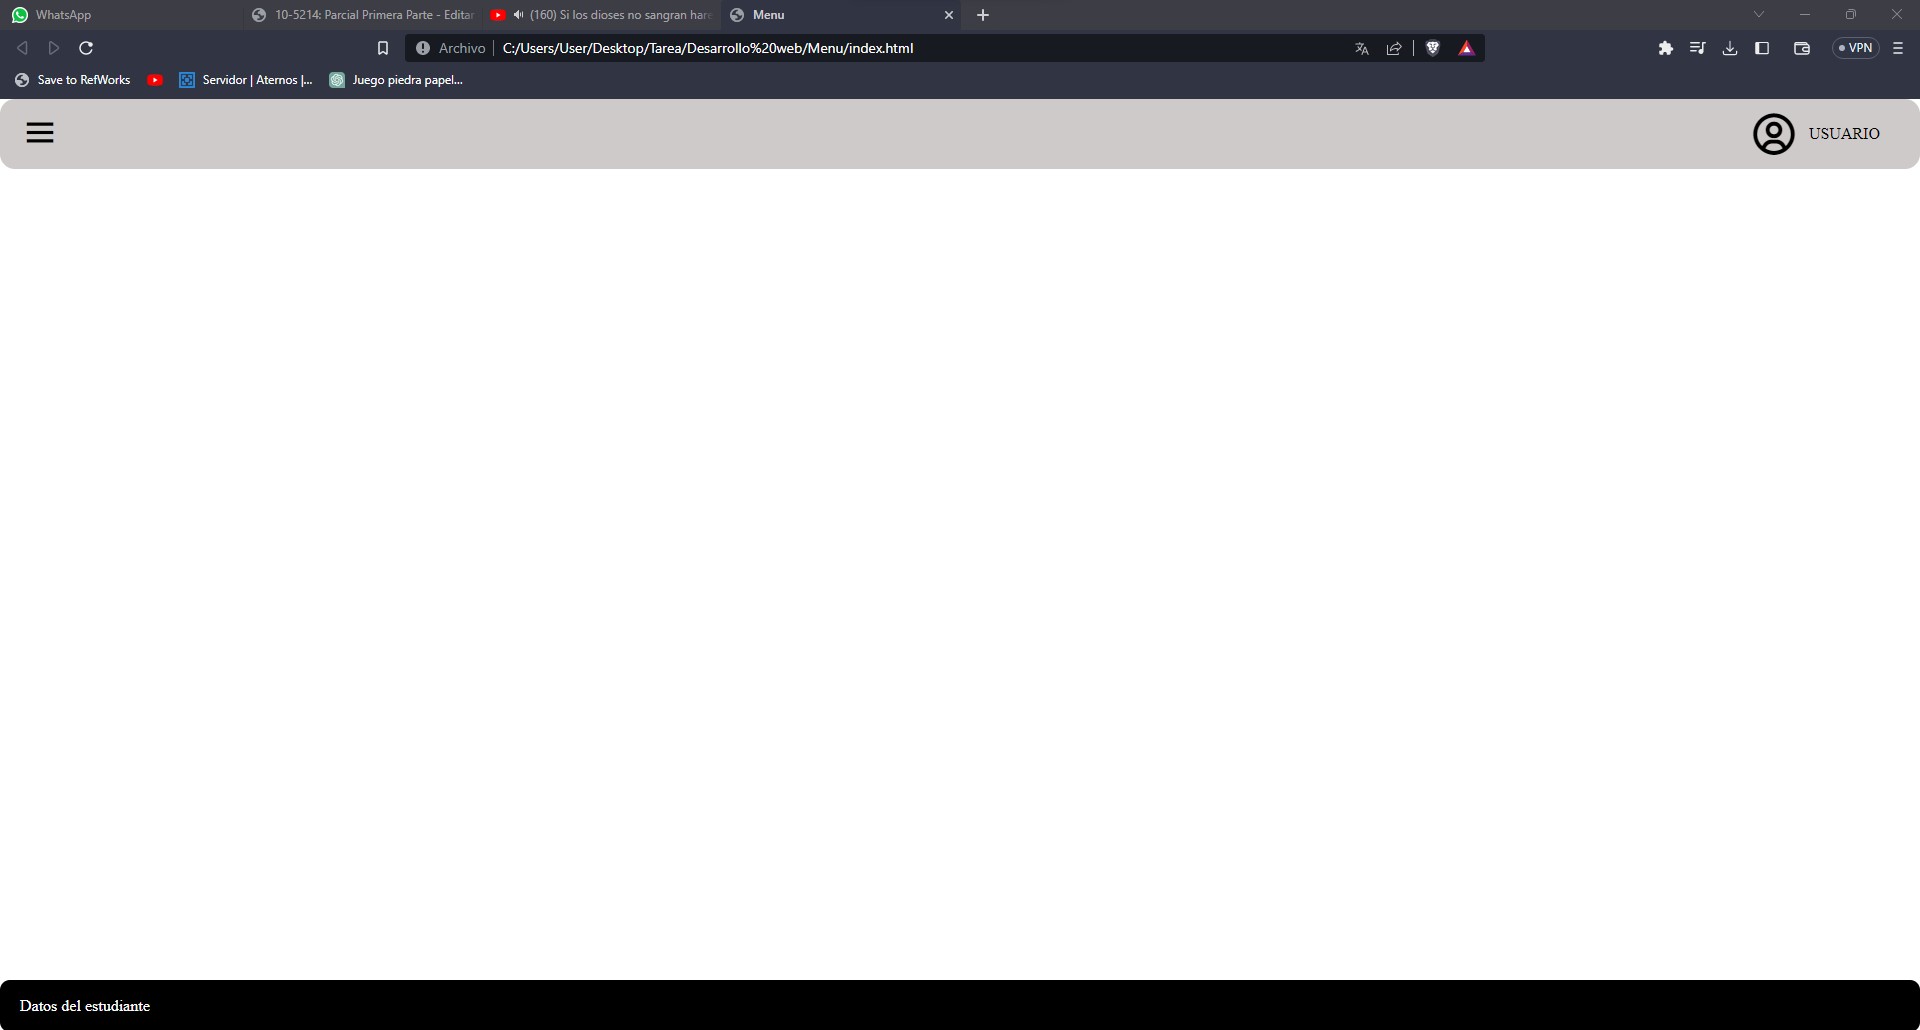 WhatsApp
10-5214: Parcial Primera Parte - Editar
(160) Si los dioses no sangran hare
Menu
Archivo
C:/Users/User/Desktop/Tarea/Desarrollo%20web/Menu/index.html
VPN
Save to RefWorks
Servidor | Aternos |...
Juego piedra papel...
USUARIO
Datos del estudiante